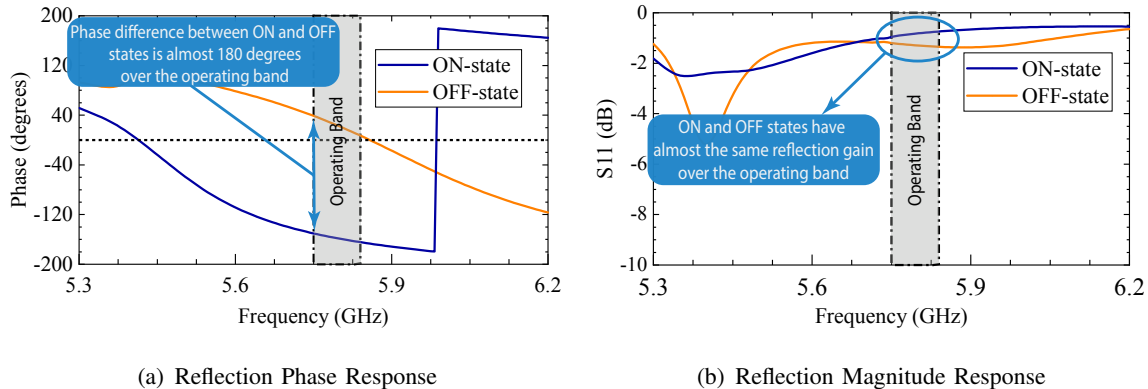 Phase difference between ON and OFF
states is almost 180 degrees
over the operating band
200
120
40
-40
-120
-200
Phase (degrees)
ON-state
OFF-state
Operating Band
5.3
5.6
5.9
6.2
Frequency (GHz)
(a) Reflection Phase Response
0
-2
-4
-6
-8
-10
S11 (dB)
ON-state
OFF-state
ON and OFF states have
almost the same reflection gain
over the operating band
Operating Band
5.3
5.6
5.9
6.2
Frequency (GHz)
(b) Reflection Magnitude Response